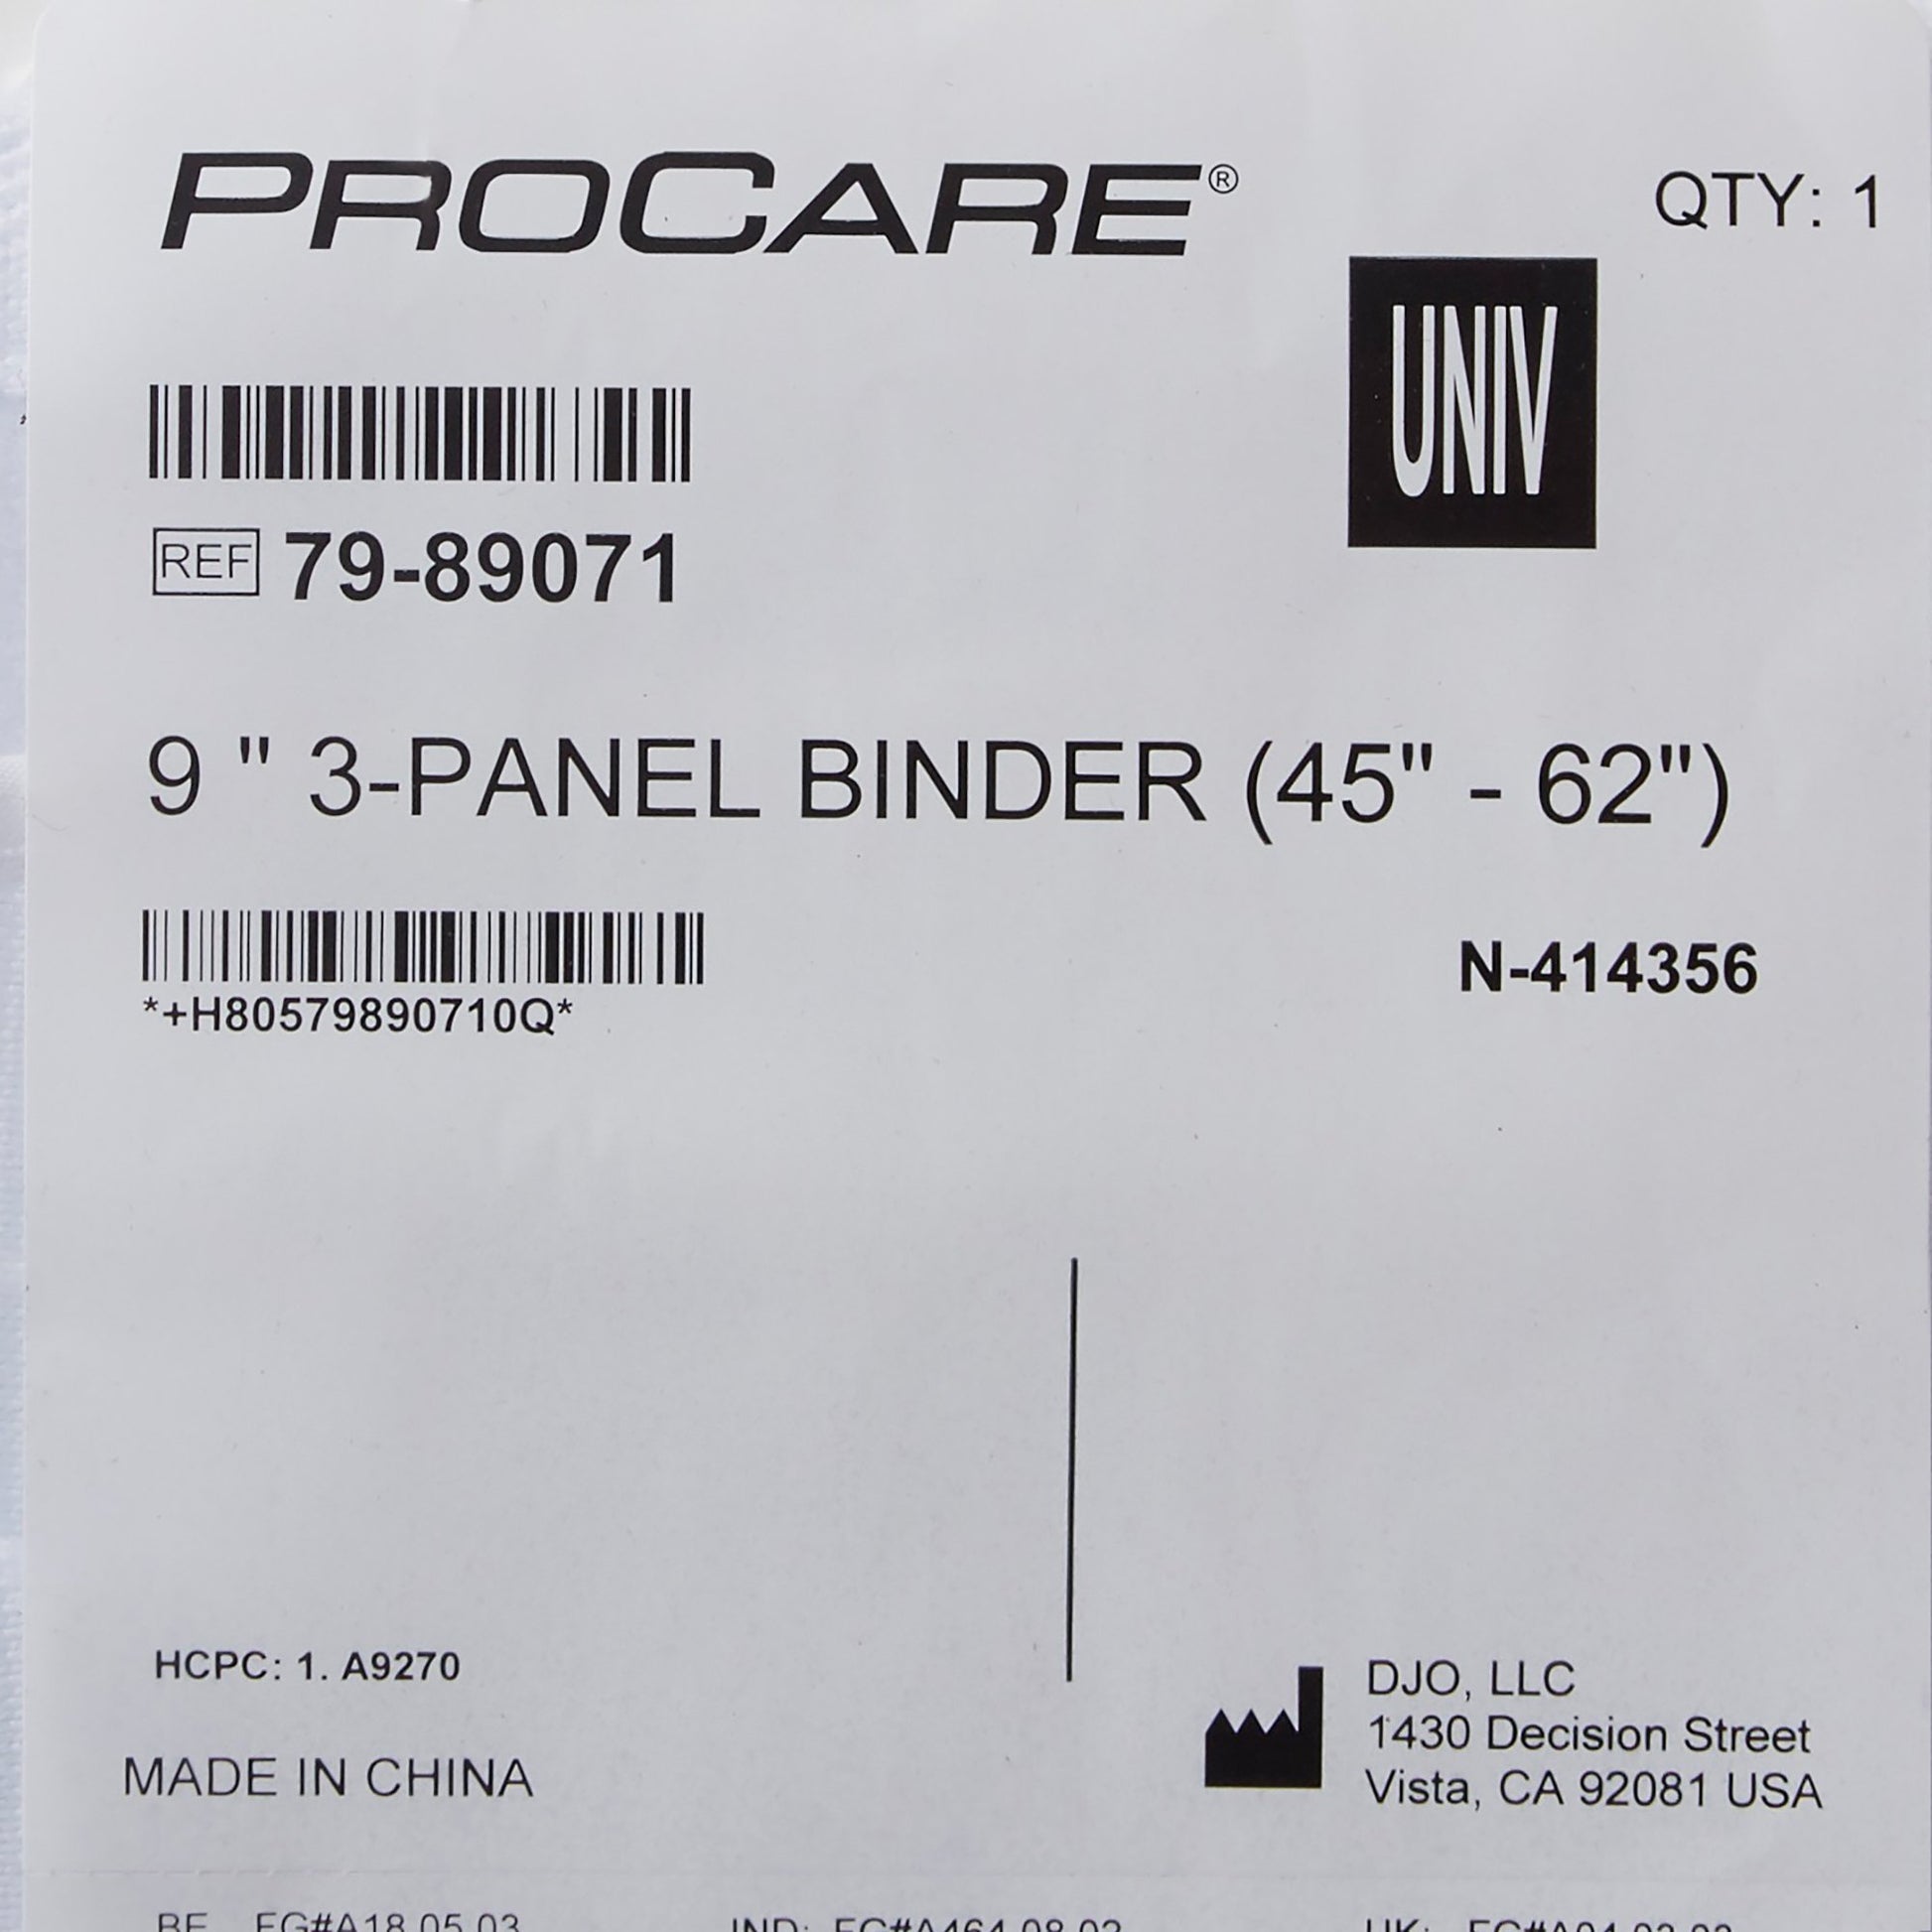 PROCARE®
QTY: 1
UNIV
REF 79-89071
9 " 3-PANEL BINDER (45" - 62")
*+H80579890710Q*
N-414356
HCPC: 1. A9270
MADE IN CHINA
DJO, LLC
1430 Decision Street
Vista, CA 92081 USA